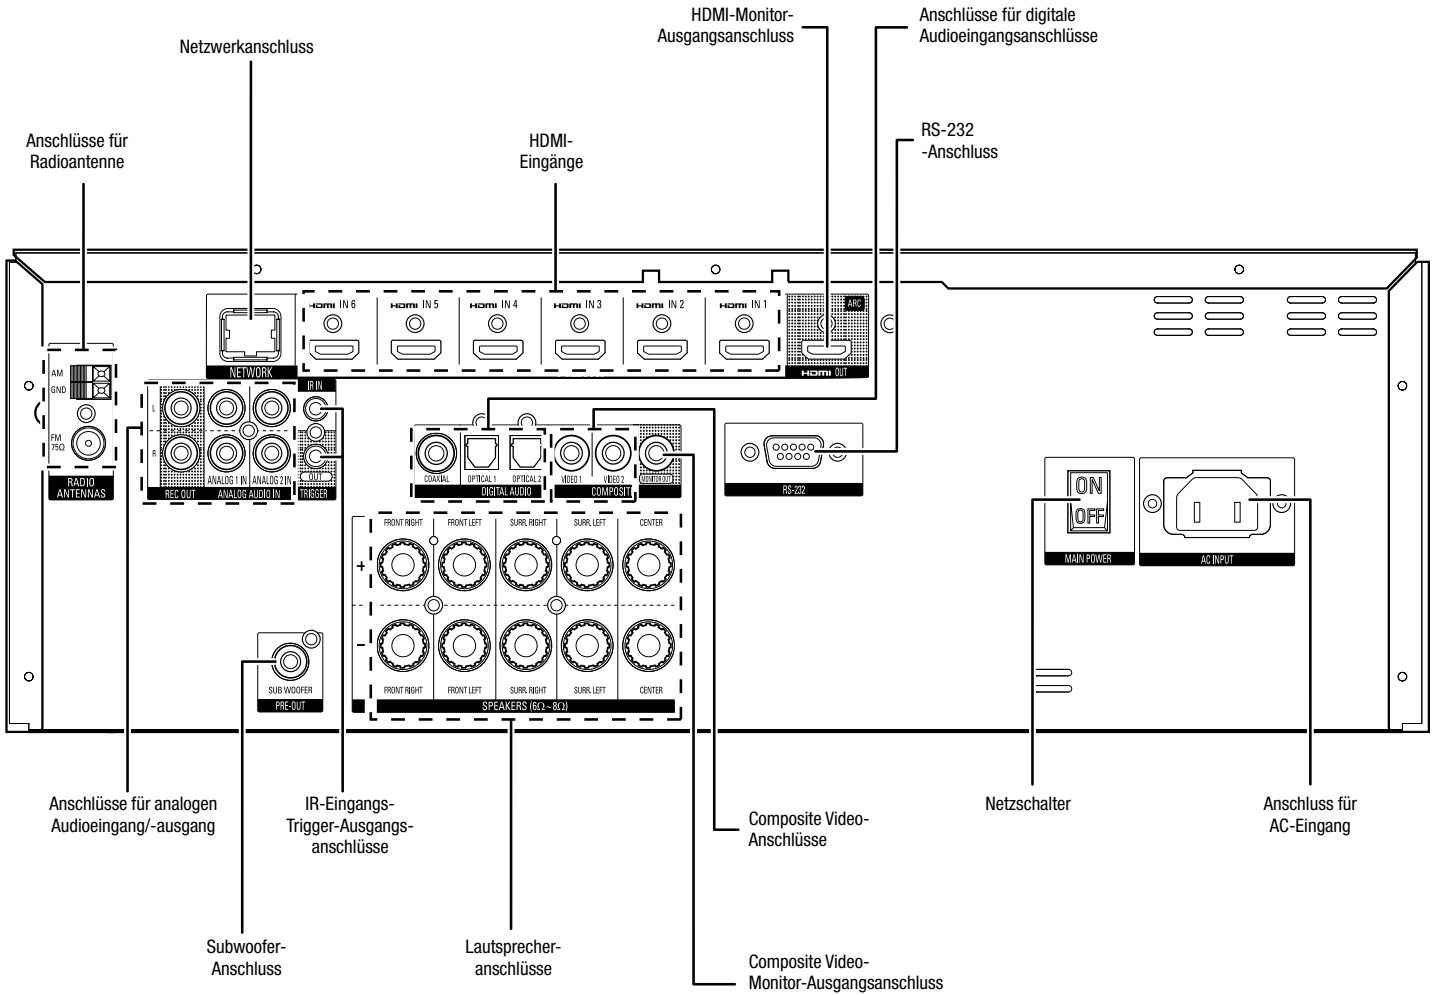 HDMI-Monitor-
Ausgangsanschluss
Anschlüsse für digitale
Audioeingangsanschlüsse
Netzwerkanschluss
Anschlüsse für
Radioantenne
HDMI-
Eingänge
RS-232
-Anschluss
HDMI IN 6
HDMI IN 5
HDMI IN 4
HDMI IN 3
HDMI IN 2
HDMI IN 1
ARC
NETWORK
HDMI OUT
AM
GND
FM
75Ω
RADIO
ANTENNAS
L
R
IR IN
OUT
TRIGGER
ANALOG 1 IN
ANALOG 2 IN
REC OUT
ANALOG AUDIO IN
COAXIAL
OPTICAL 1
OPTICAL 2
DIGITAL AUDIO
VIDEO 1
VIDEO 2
COMPOSIT
MONITOR OUT
RS-232
ON
OFF
MAIN POWER
AC INPUT
FRONT RIGHT
FRONT LEFT
SURR. RIGHT
SURR. LEFT
CENTER
+
−
FRONT RIGHT
FRONT LEFT
SURR. RIGHT
SURR. LEFT
CENTER
SPEAKERS (6Ω~8Ω)
SUB WOOFER
PRE-OUT
Anschlüsse für analogen
Audioeingang/-ausgang
IR-Eingangs-
Trigger-Ausgangs-
anschlüsse
Composite Video-
Anschlüsse
Netzschalter
Anschluss für
AC-Eingang
Subwoofer-
Anschluss
Lautsprecher-
anschlüsse
Composite Video-
Monitor-Ausgangsanschluss